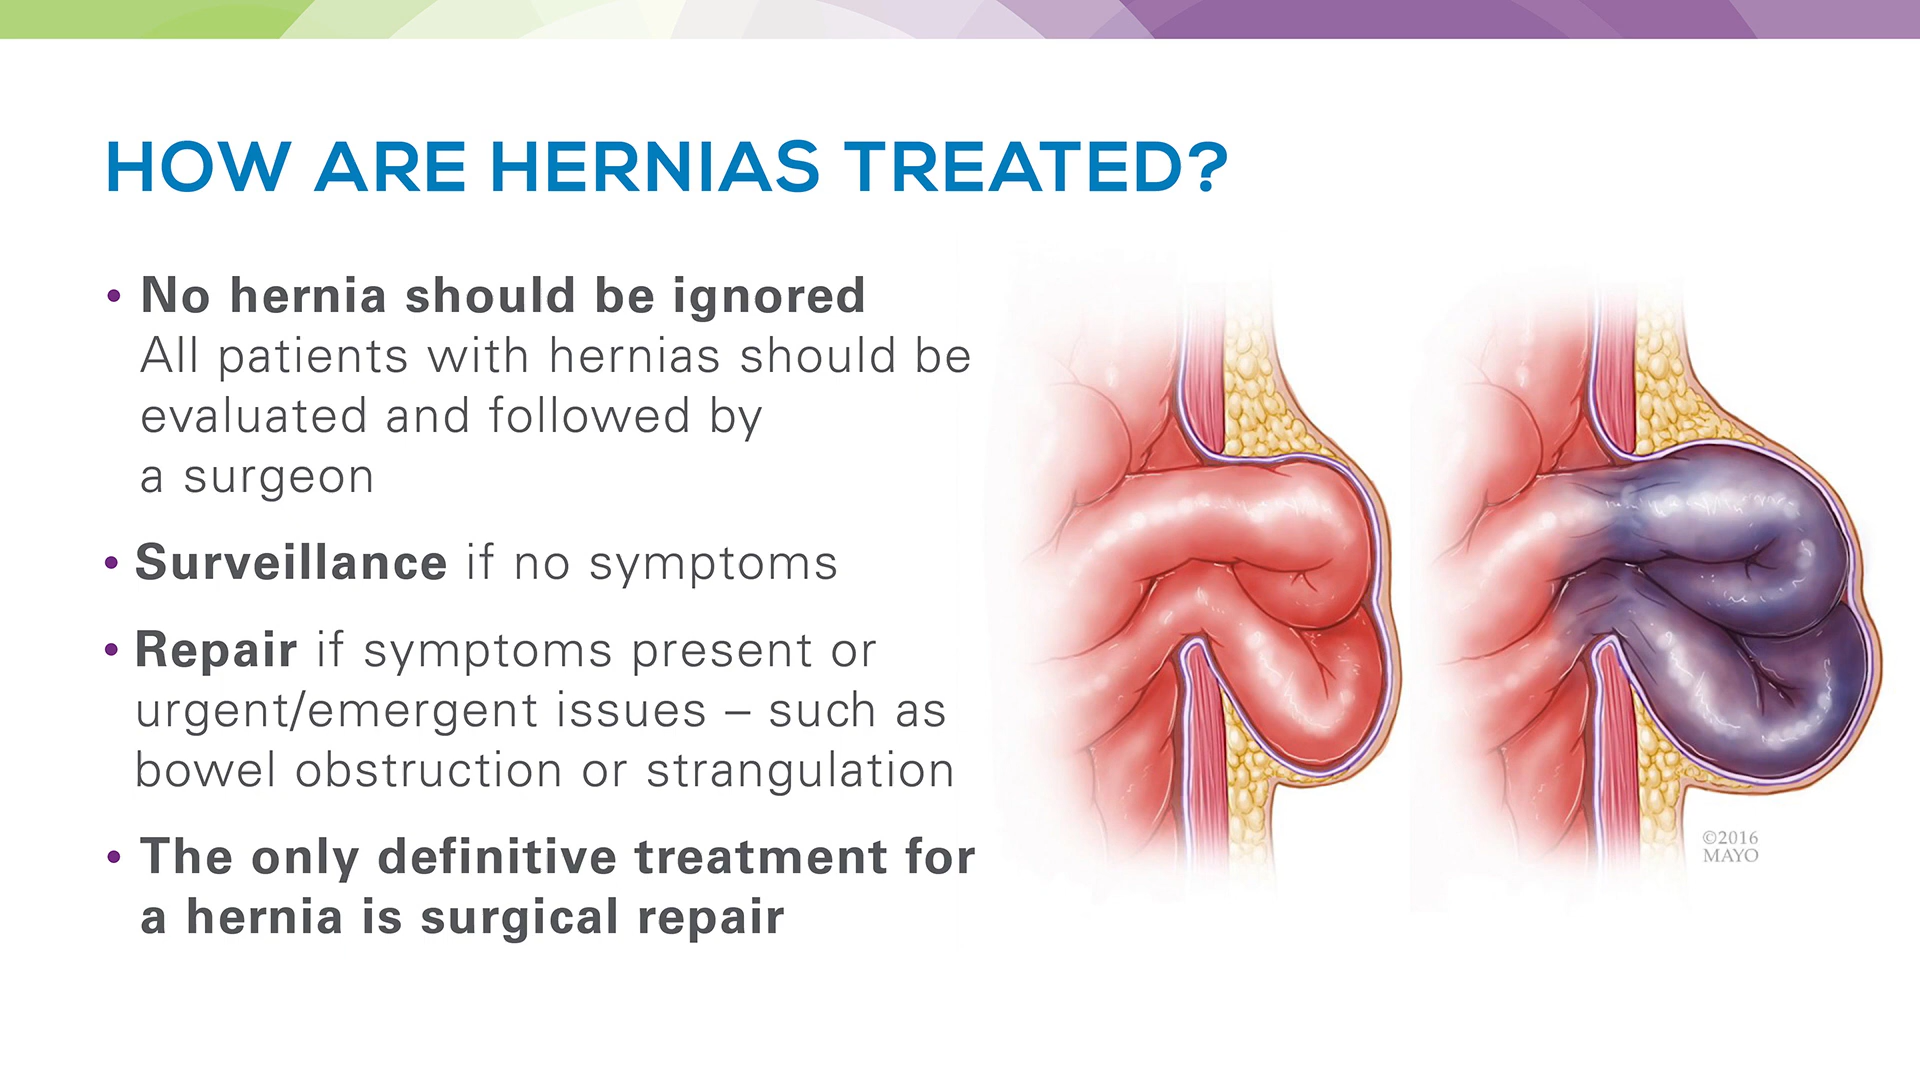 HOW ARE HERNIAS TREATED?
• No hernia should be ignored
All patients with hernias should be
evaluated and followed by
a surgeon
• Surveillance if no symptoms
• Repair if symptoms present or
urgent/emergent issues – such as
bowel obstruction or strangulation
• The only definitive treatment for
a hernia is surgical repair
©2016
MAYO